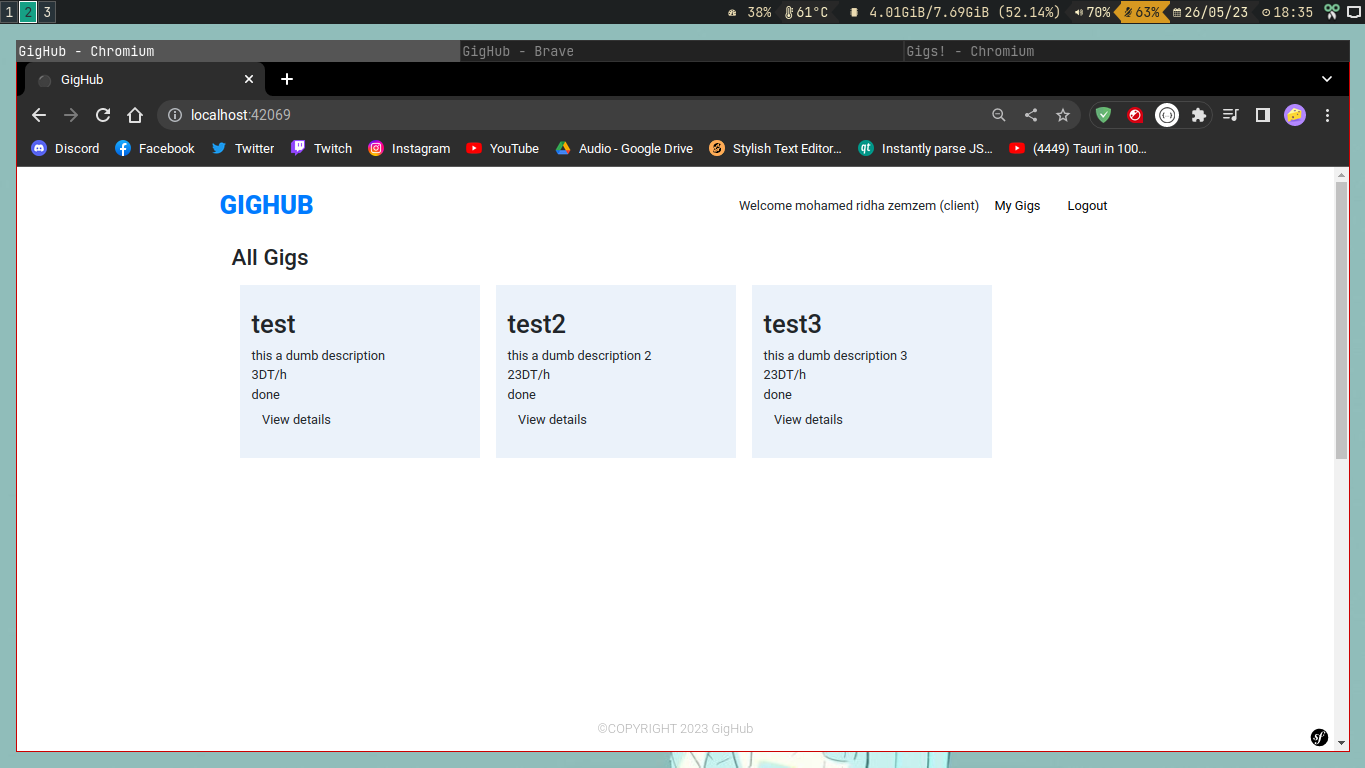 1 2 3 38% 61°C 4.01GiB/7.69GiB (52.14%) 70% 63% 26/05/23 18:35
GigHub - Chromium GigHub - Brave Gigs! - Chromium
GigHub
localhost:42069
Discord Facebook Twitter Twitch Instagram YouTube Audio - Google Drive Stylish Text Editor... Instantly parse JS... (4449) Tauri in 100...
GIGHUB Welcome mohamed ridha zemzem (client) My Gigs Logout
All Gigs
test
this a dumb description
3DT/h
done
View details
test2
this a dumb description 2
23DT/h
done
View details
test3
this a dumb description 3
23DT/h
done
View details
©COPYRIGHT 2023 GigHub
sf